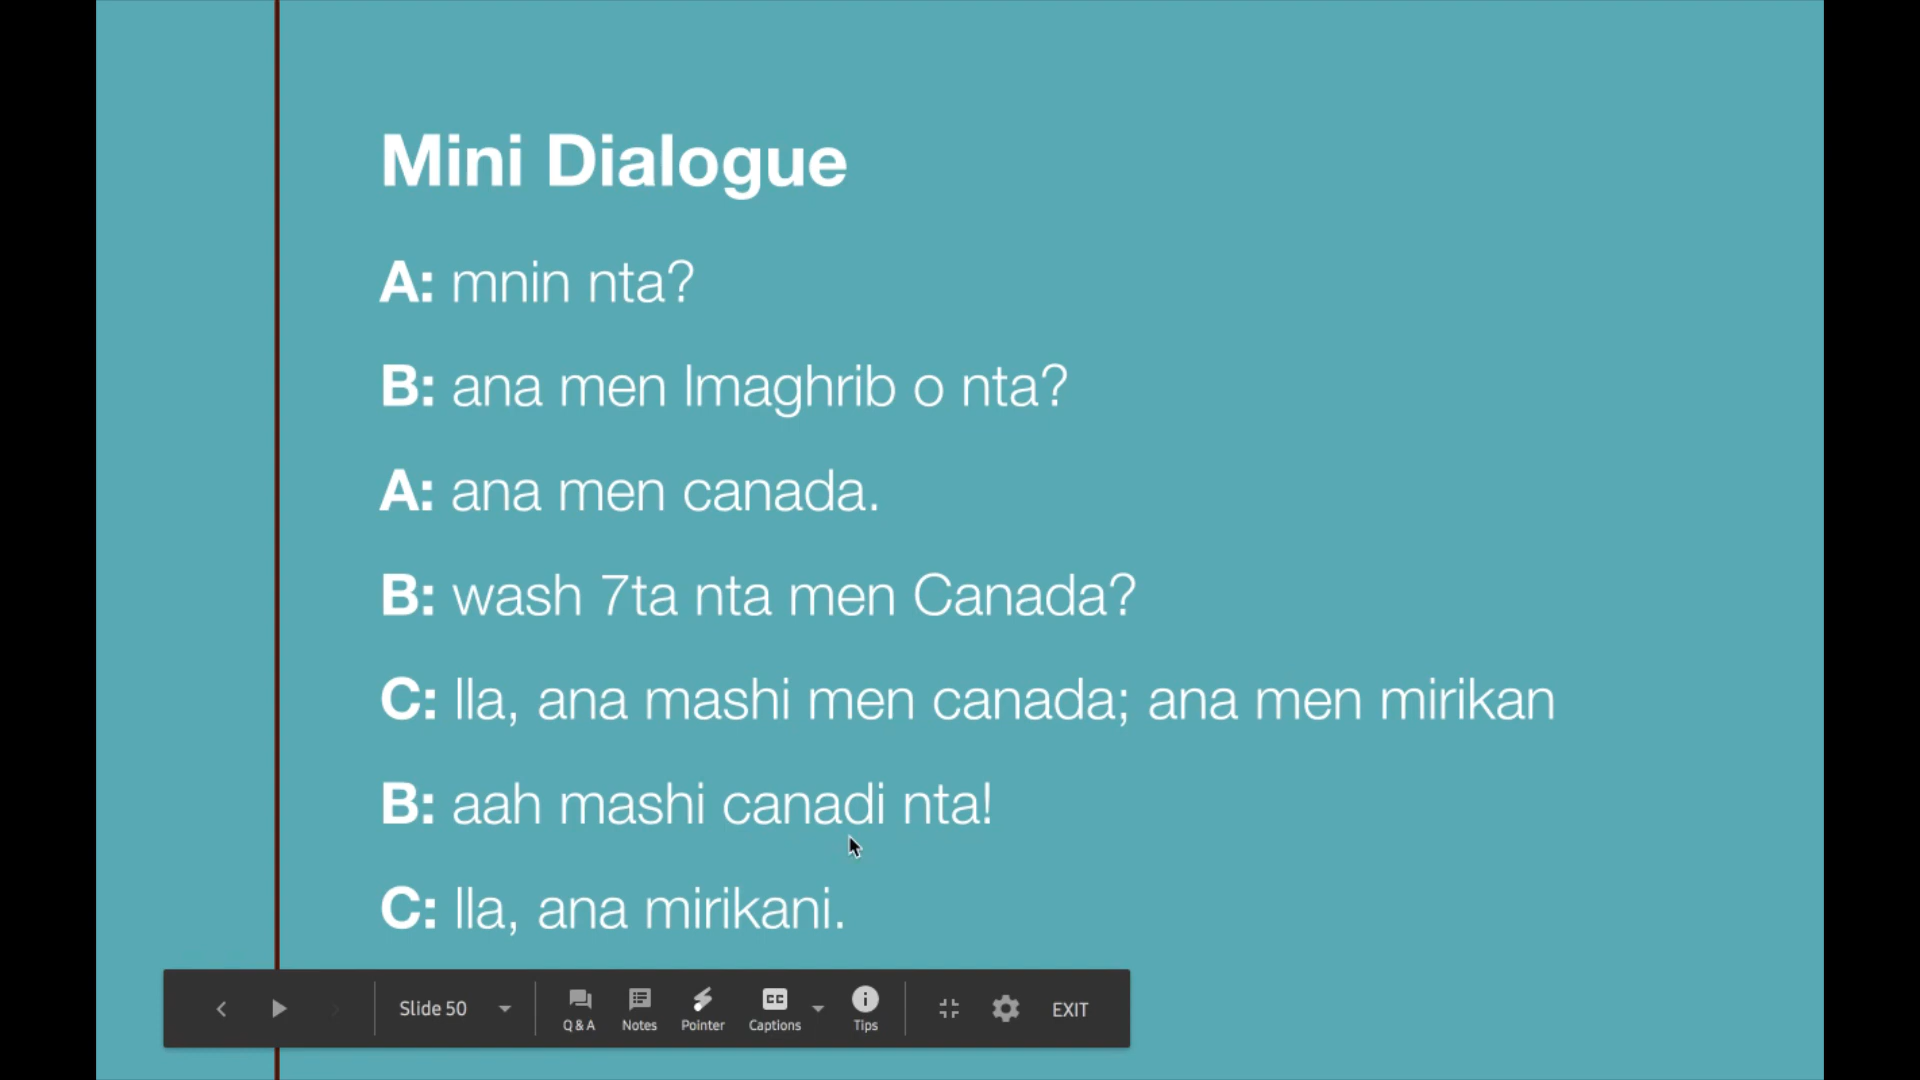 Mini Dialogue
A: mnin nta?
B: ana men lmaghrib o nta?
A: ana men canada.
B: wash 7ta nta men Canada?
C: lla, ana mashi men canada; ana men mirikan
B: aah mashi canadi nta!
C: lla, ana mirikani.
Slide 50 Q & A Notes Pointer CC Captions Tips EXIT